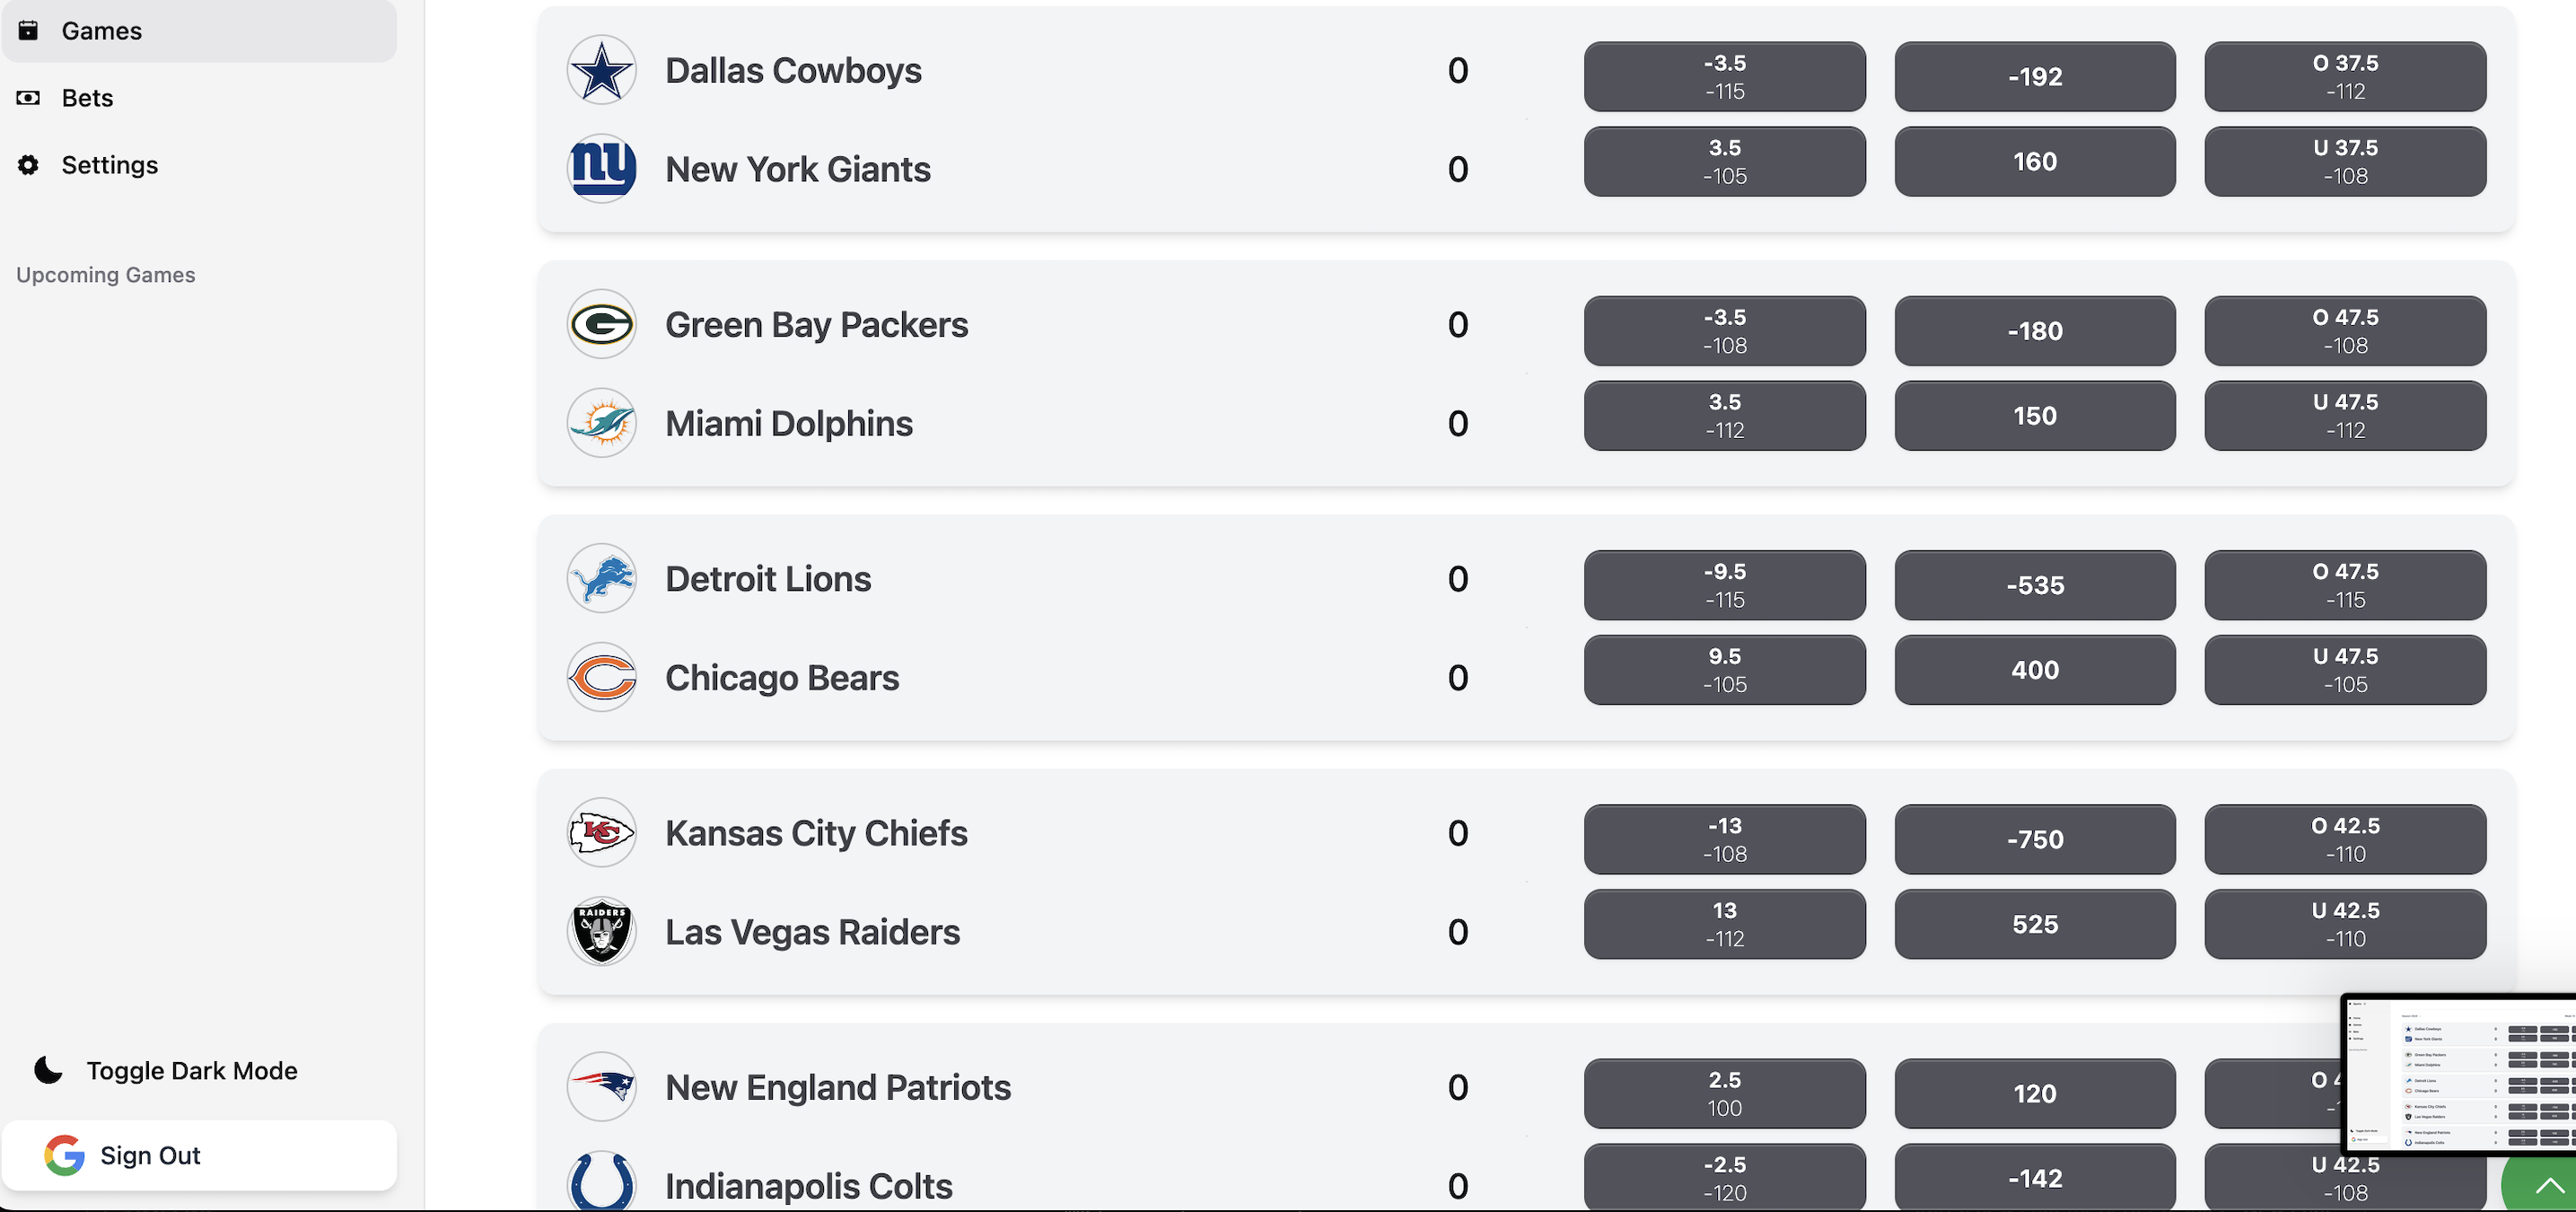 Games
Bets
Settings
Upcoming Games
Toggle Dark Mode
Sign Out
Dallas Cowboys 0 -3.5 -192 O 37.5
-115 -112
ny New York Giants 0 3.5 160 U 37.5
-105 -108
G Green Bay Packers 0 -3.5 -180 O 47.5
-108 -108
Miami Dolphins 0 3.5 150 U 47.5
-112 -112
Detroit Lions 0 -9.5 -535 O 47.5
-115 -115
C Chicago Bears 0 9.5 400 U 47.5
-105 -105
KC Kansas City Chiefs 0 -13 -750 O 42.5
-108 -110
RAIDERS Las Vegas Raiders 0 13 525 U 42.5
-112 -110
New England Patriots 0 2.5 120 O
100
Indianapolis Colts 0 -2.5 -142 U 42.5
-120 -108